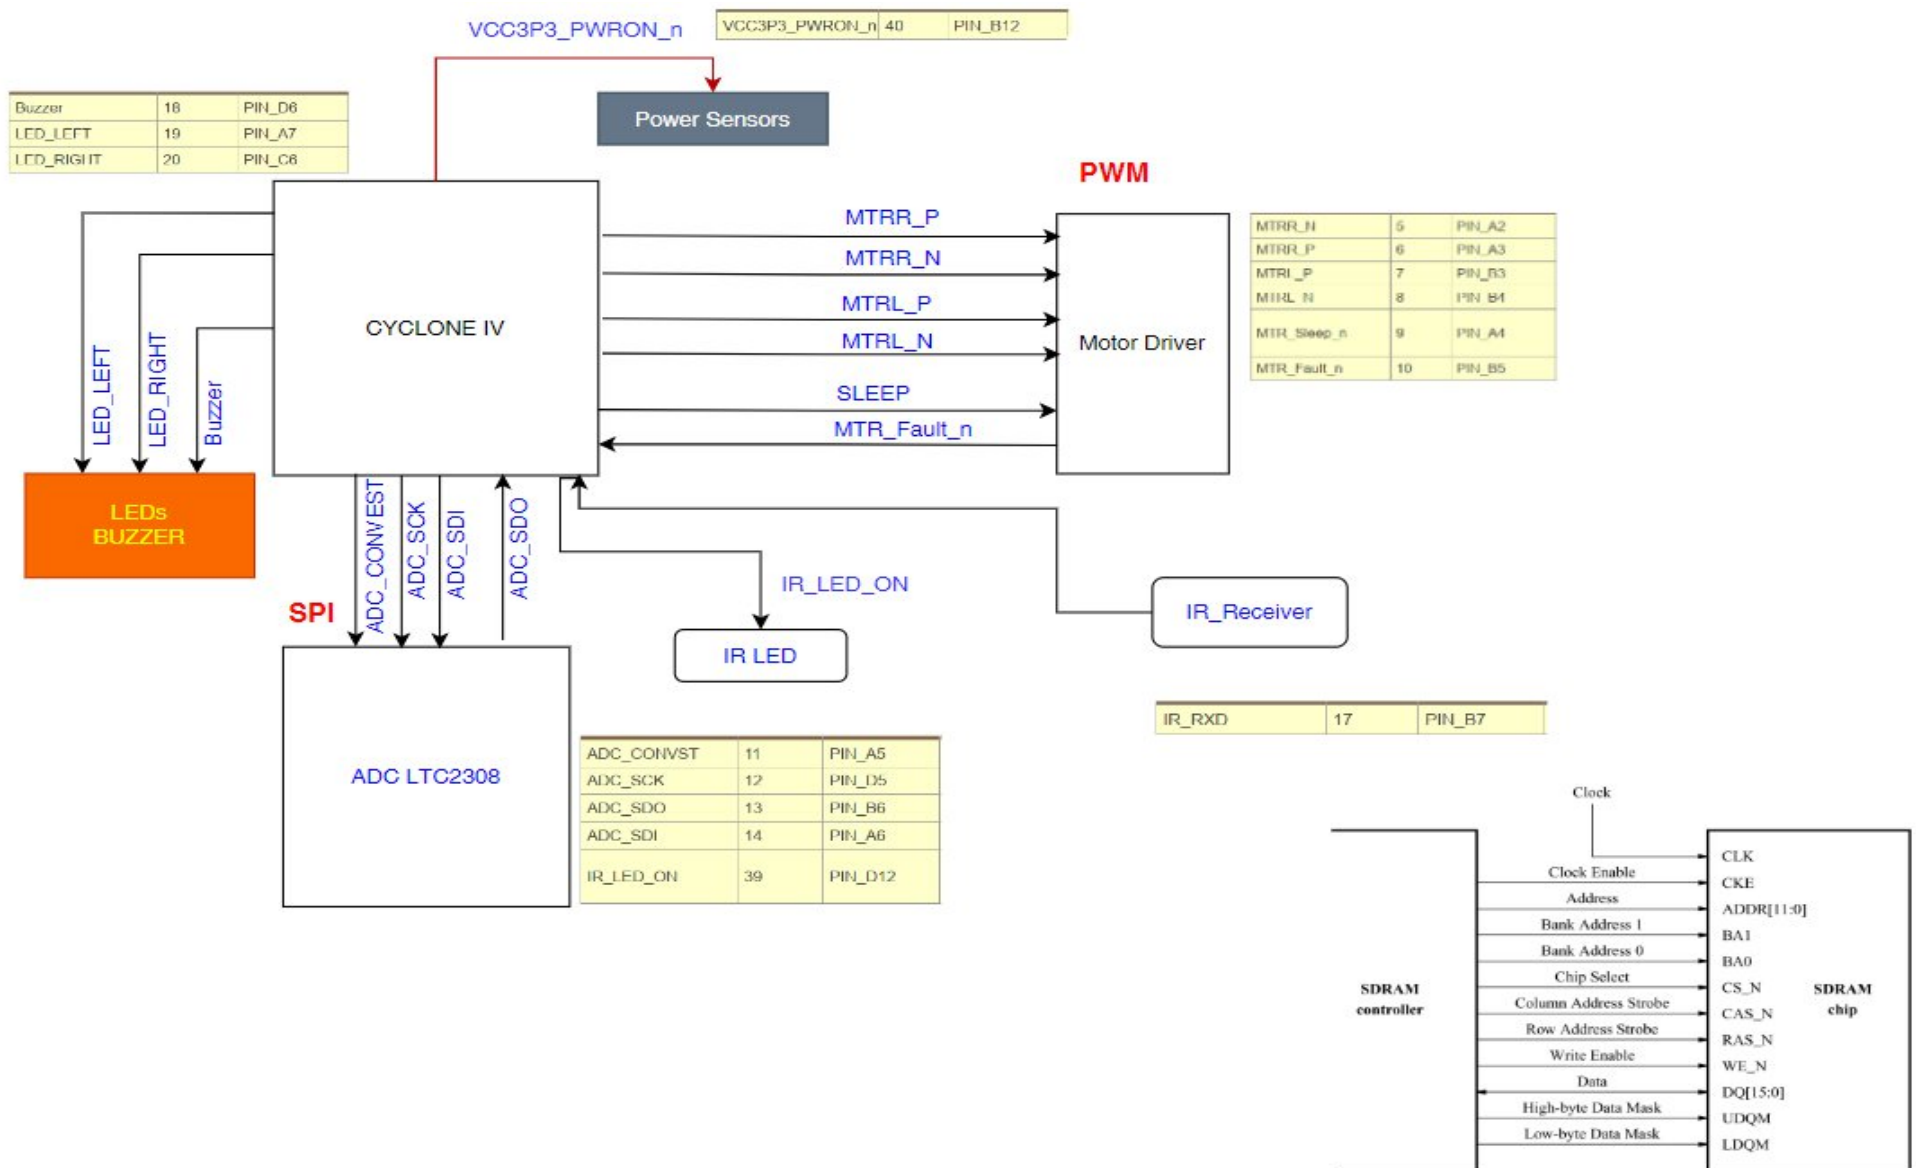 VCC3P3_PWRON_n
VCC3P3_PWRON_n 40 PIN_B12
Buzzer 18 PIN_D6
LED_LEFT 19 PIN_A7
LED_RIGHT 20 PIN_C6
Power Sensors
PWM
CYCLONE IV
MTRR_P
MTRR_N
MTRL_P
MTRL_N
SLEEP
MTR_Fault_n
Motor Driver
MTRR_N 5 PIN_A2
MTRR_P 6 PIN_A3
MTRL_P 7 PIN_B3
MTRL_N 8 PIN_B4
MTR_Sleep_n 9 PIN_A4
MTR_Fault_n 10 PIN_B5
LED_LEFT
LED_RIGHT
Buzzer
LEDs
BUZZER
SPI
ADC_CONVEST
ADC_SCK
ADC_SDI
ADC_SDO
IR_LED_ON
IR LED
IR_Receiver
IR_RXD 17 PIN_B7
ADC LTC2308
ADC_CONVST 11 PIN_A5
ADC_SCK 12 PIN_D5
ADC_SDO 13 PIN_B6
ADC_SDI 14 PIN_A6
IR_LED_ON 39 PIN_D12
Clock
CLK
Clock Enable
CKE
Address
ADDR[11:0]
Bank Address 1
BA1
Bank Address 0
BA0
Chip Select
CS_N
Column Address Strobe
CAS_N
Row Address Strobe
RAS_N
Write Enable
WE_N
Data
DQ[15:0]
High-byte Data Mask
UDQM
Low-byte Data Mask
LDQM
SDRAM
controller
SDRAM
chip